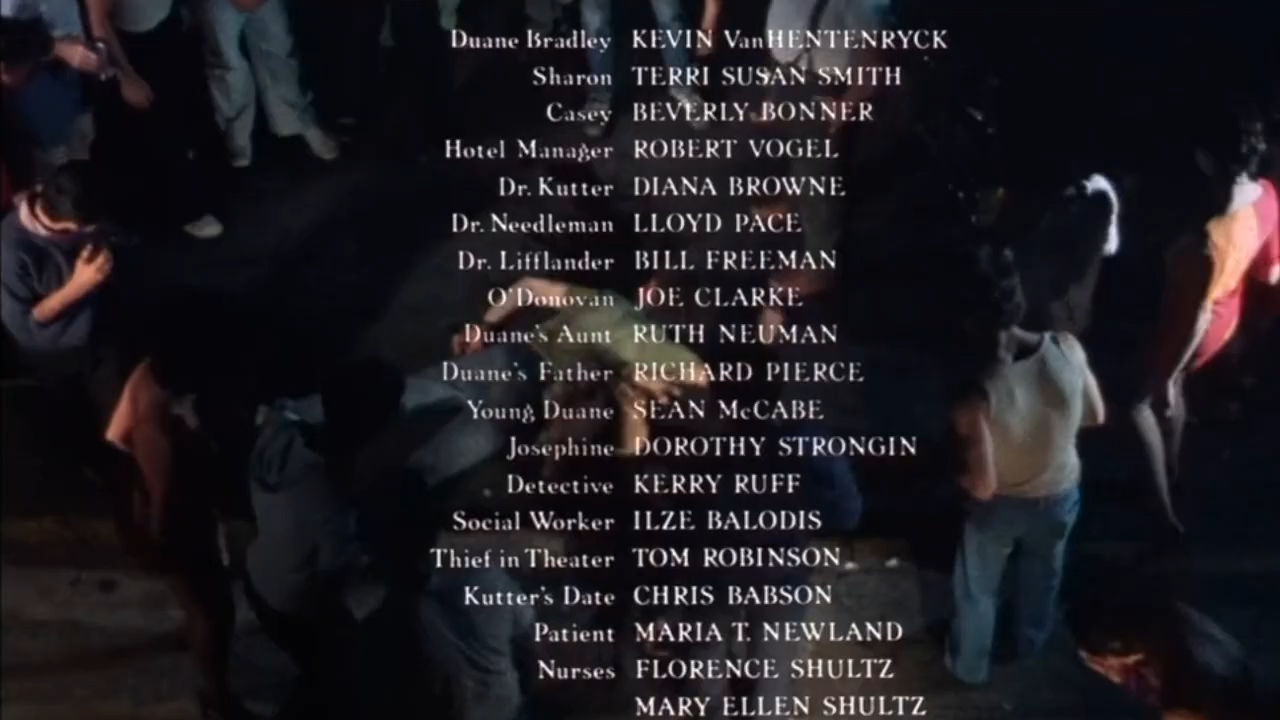 Duane Bradley KEVIN VanHENTENRYCK
Sharon TERRI SUSAN SMITH
Casey BEVERLY BONNER
Hotel Manager ROBERT VOGEL
Dr. Kutter DIANA BROWNE
Dr. Needleman LLOYD PACE
Dr. Lifflander BILL FREEMAN
O'Donovan JOE CLARKE
Duane's Aunt RUTH NEUMAN
Duane's Father RICHARD PIERCE
Young Duane SEAN McCABE
Josephine DOROTHY STRONGIN
Detective KERRY RUFF
Social Worker ILZE BALODIS
Thief in Theater TOM ROBINSON
Kutter's Date CHRIS BABSON
Patient MARIA T. NEWLAND
Nurses FLORENCE SHULTZ
MARY ELLEN SHULTZ